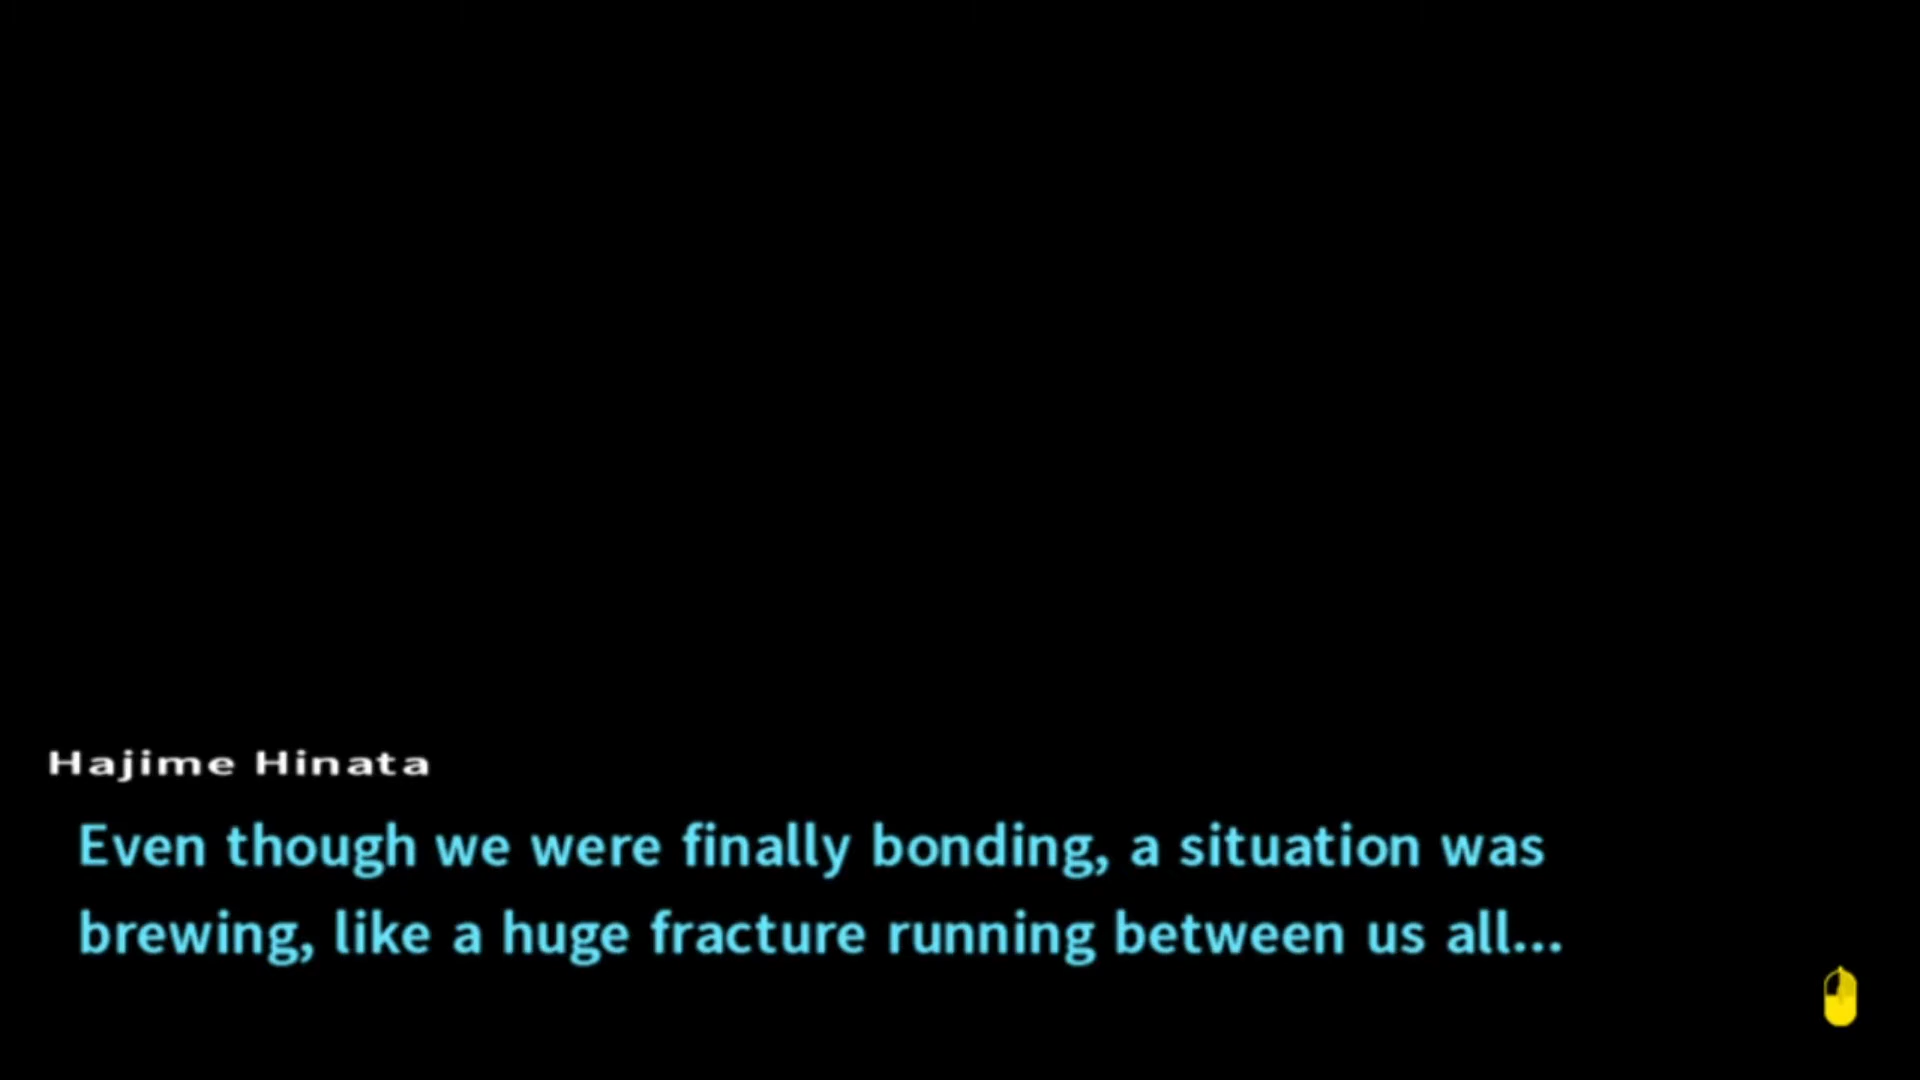 Hajime Hinata
Even though we were finally bonding, a situation was
brewing, like a huge fracture running between us all...